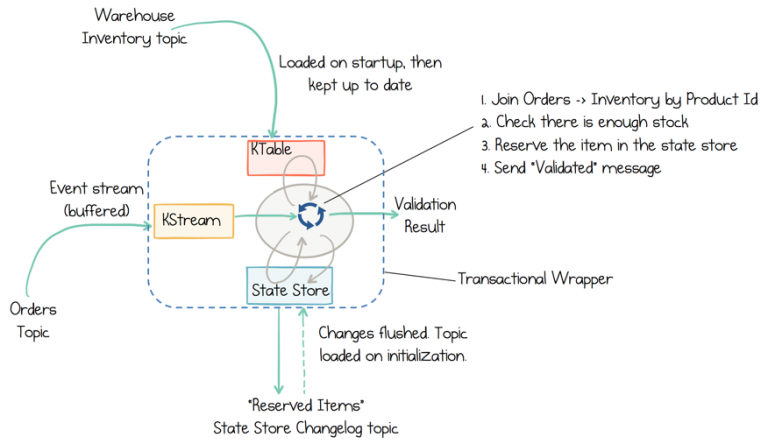 Warehouse
Inventory topic
Loaded on startup, then
kept up to date
1. Join Orders -> Inventory by Product Id
2. Check there is enough stock
3. Reserve the item in the state store
4. Send "Validated" message
KTable
Event stream
(buffered)
KStream
Validation
Result
State Store
Transactional Wrapper
Orders
Topic
Changes flushed. Topic
loaded on initialization.
"Reserved Items"
State Store Changelog topic